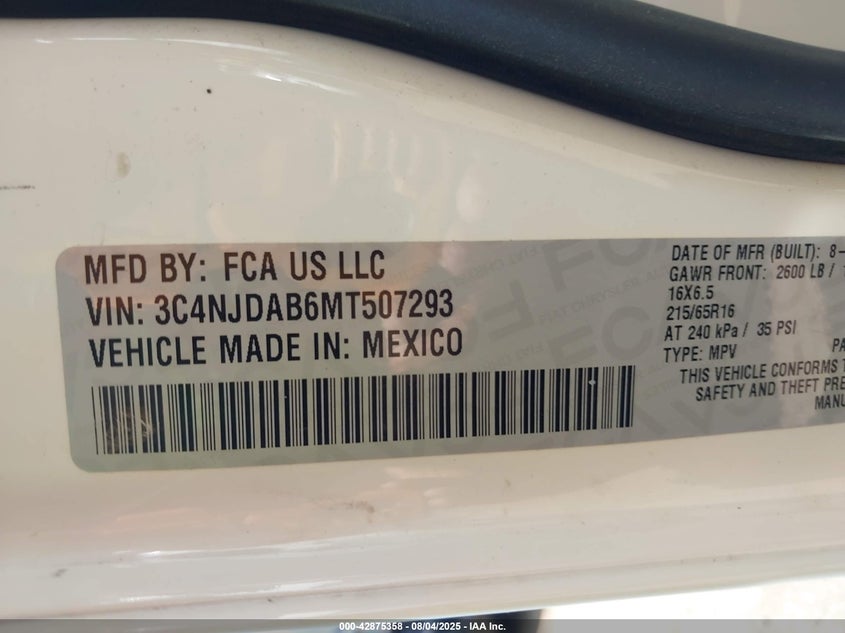 MFD BY: FCA US LLC
VIN: 3C4NJDAB6MT507293
VEHICLE MADE IN: MEXICO
DATE OF MFR (BUILT): 8-
GAWR FRONT: 2600 LB /
16X6.5
215/65R16
AT 240 kPa / 35 PSI
TYPE: MPV
THIS VEHICLE CONFORMS
SAFETY AND THEFT
000-42875358 - 08/04/2025 - IAA Inc.